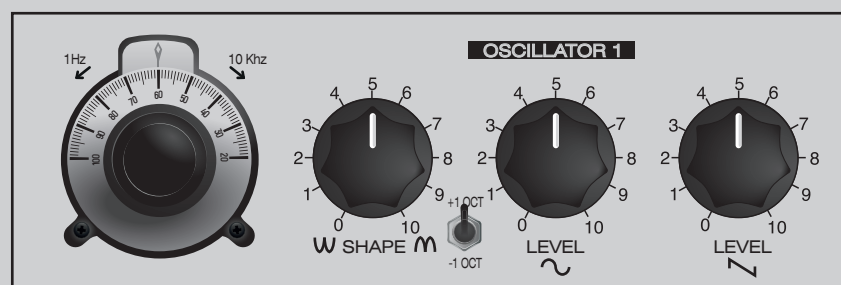 OSCILLATOR 1
1Hz
10 Khz
100 90 80 70 60 50 40 30 20
0 1 2 3 4 5 6 7 8 9 10
W SHAPE M
+1 OCT
-1 OCT
0 1 2 3 4 5 6 7 8 9 10
LEVEL
0 1 2 3 4 5 6 7 8 9 10
LEVEL